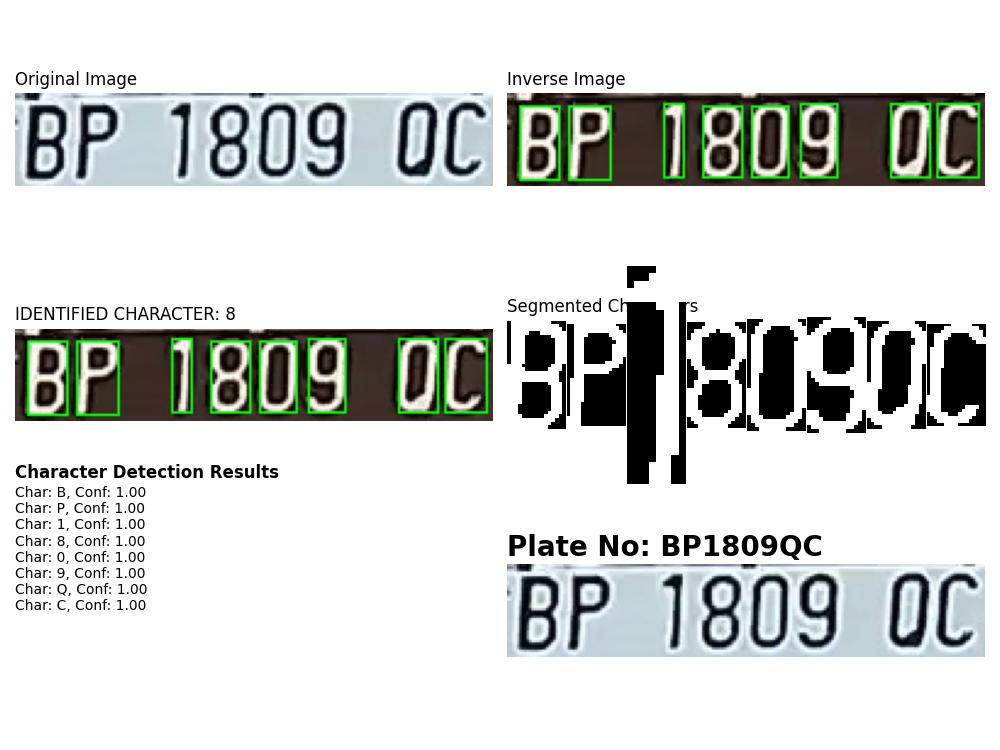 Original Image
BP 1809 QC
Inverse Image
BP 1809 QC
IDENTIFIED CHARACTER: 8
BP 1809 QC
Segmented Ch rs
BP1809QC
Character Detection Results
Char: B, Conf: 1.00
Char: P, Conf: 1.00
Char: 1, Conf: 1.00
Char: 8, Conf: 1.00
Char: 0, Conf: 1.00
Char: 9, Conf: 1.00
Char: Q, Conf: 1.00
Char: C, Conf: 1.00
Plate No: BP1809QC
BP 1809 QC